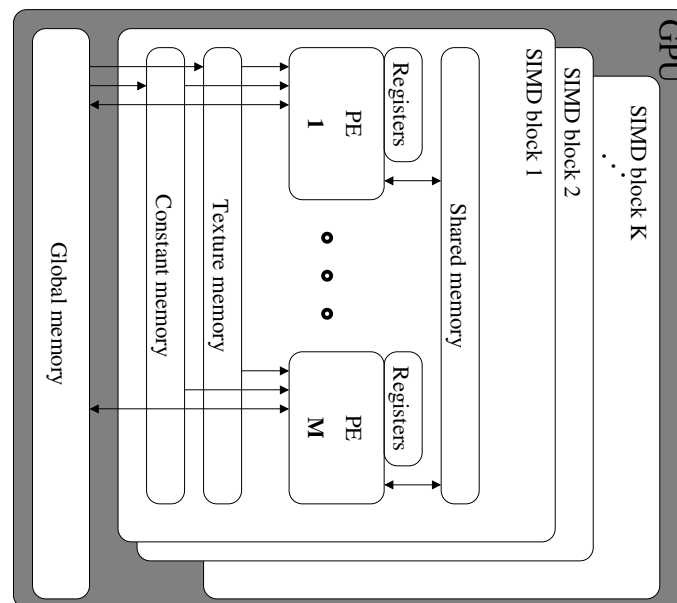 GPU
SIMD block K
SIMD block 2
SIMD block 1
Shared memory
Registers
Registers
PE
1
PE
M
Texture memory
Constant memory
Global memory